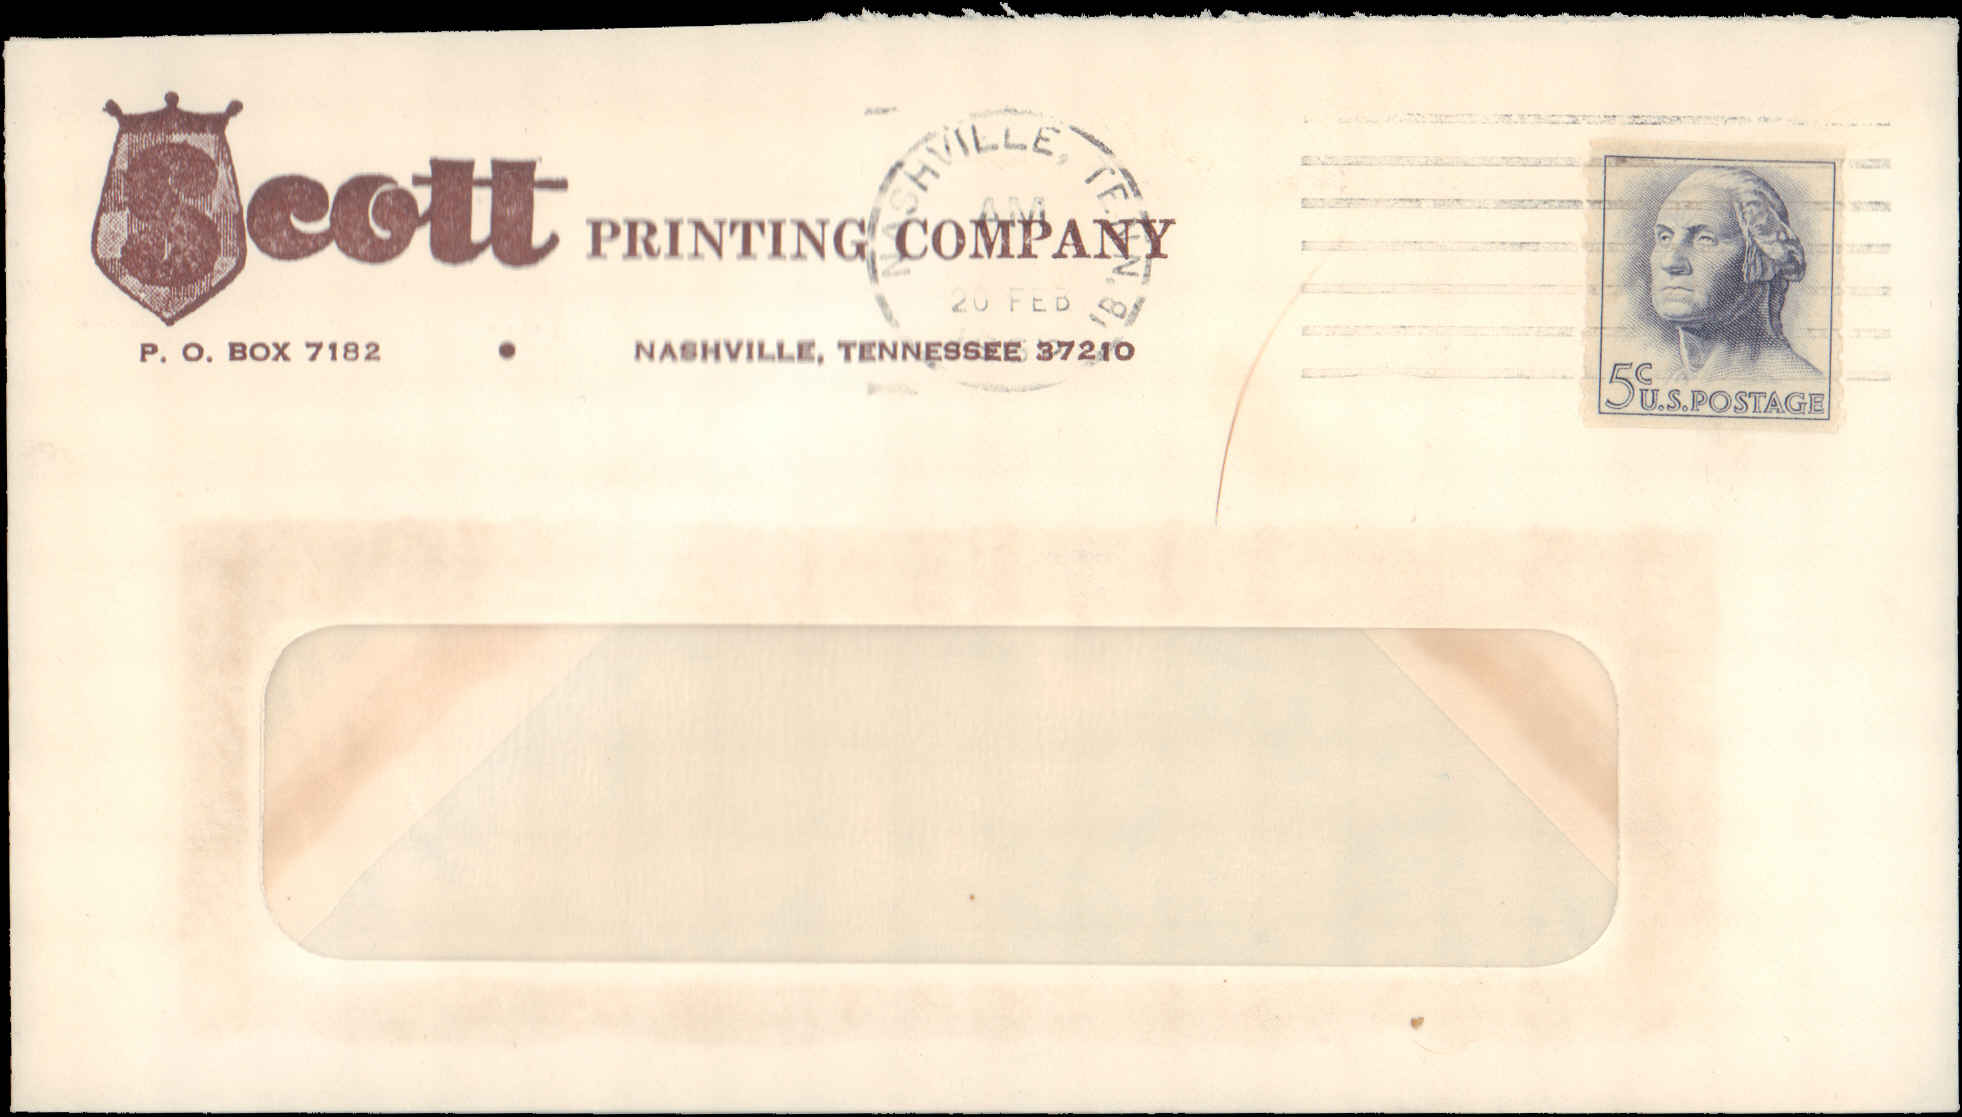 Scott PRINTING COMPANY
P. O. BOX 7182 • NASHVILLE, TENNESSEE 37210
NASHVILLE, TENN.
AM
20 FEB
5c
U.S.POSTAGE